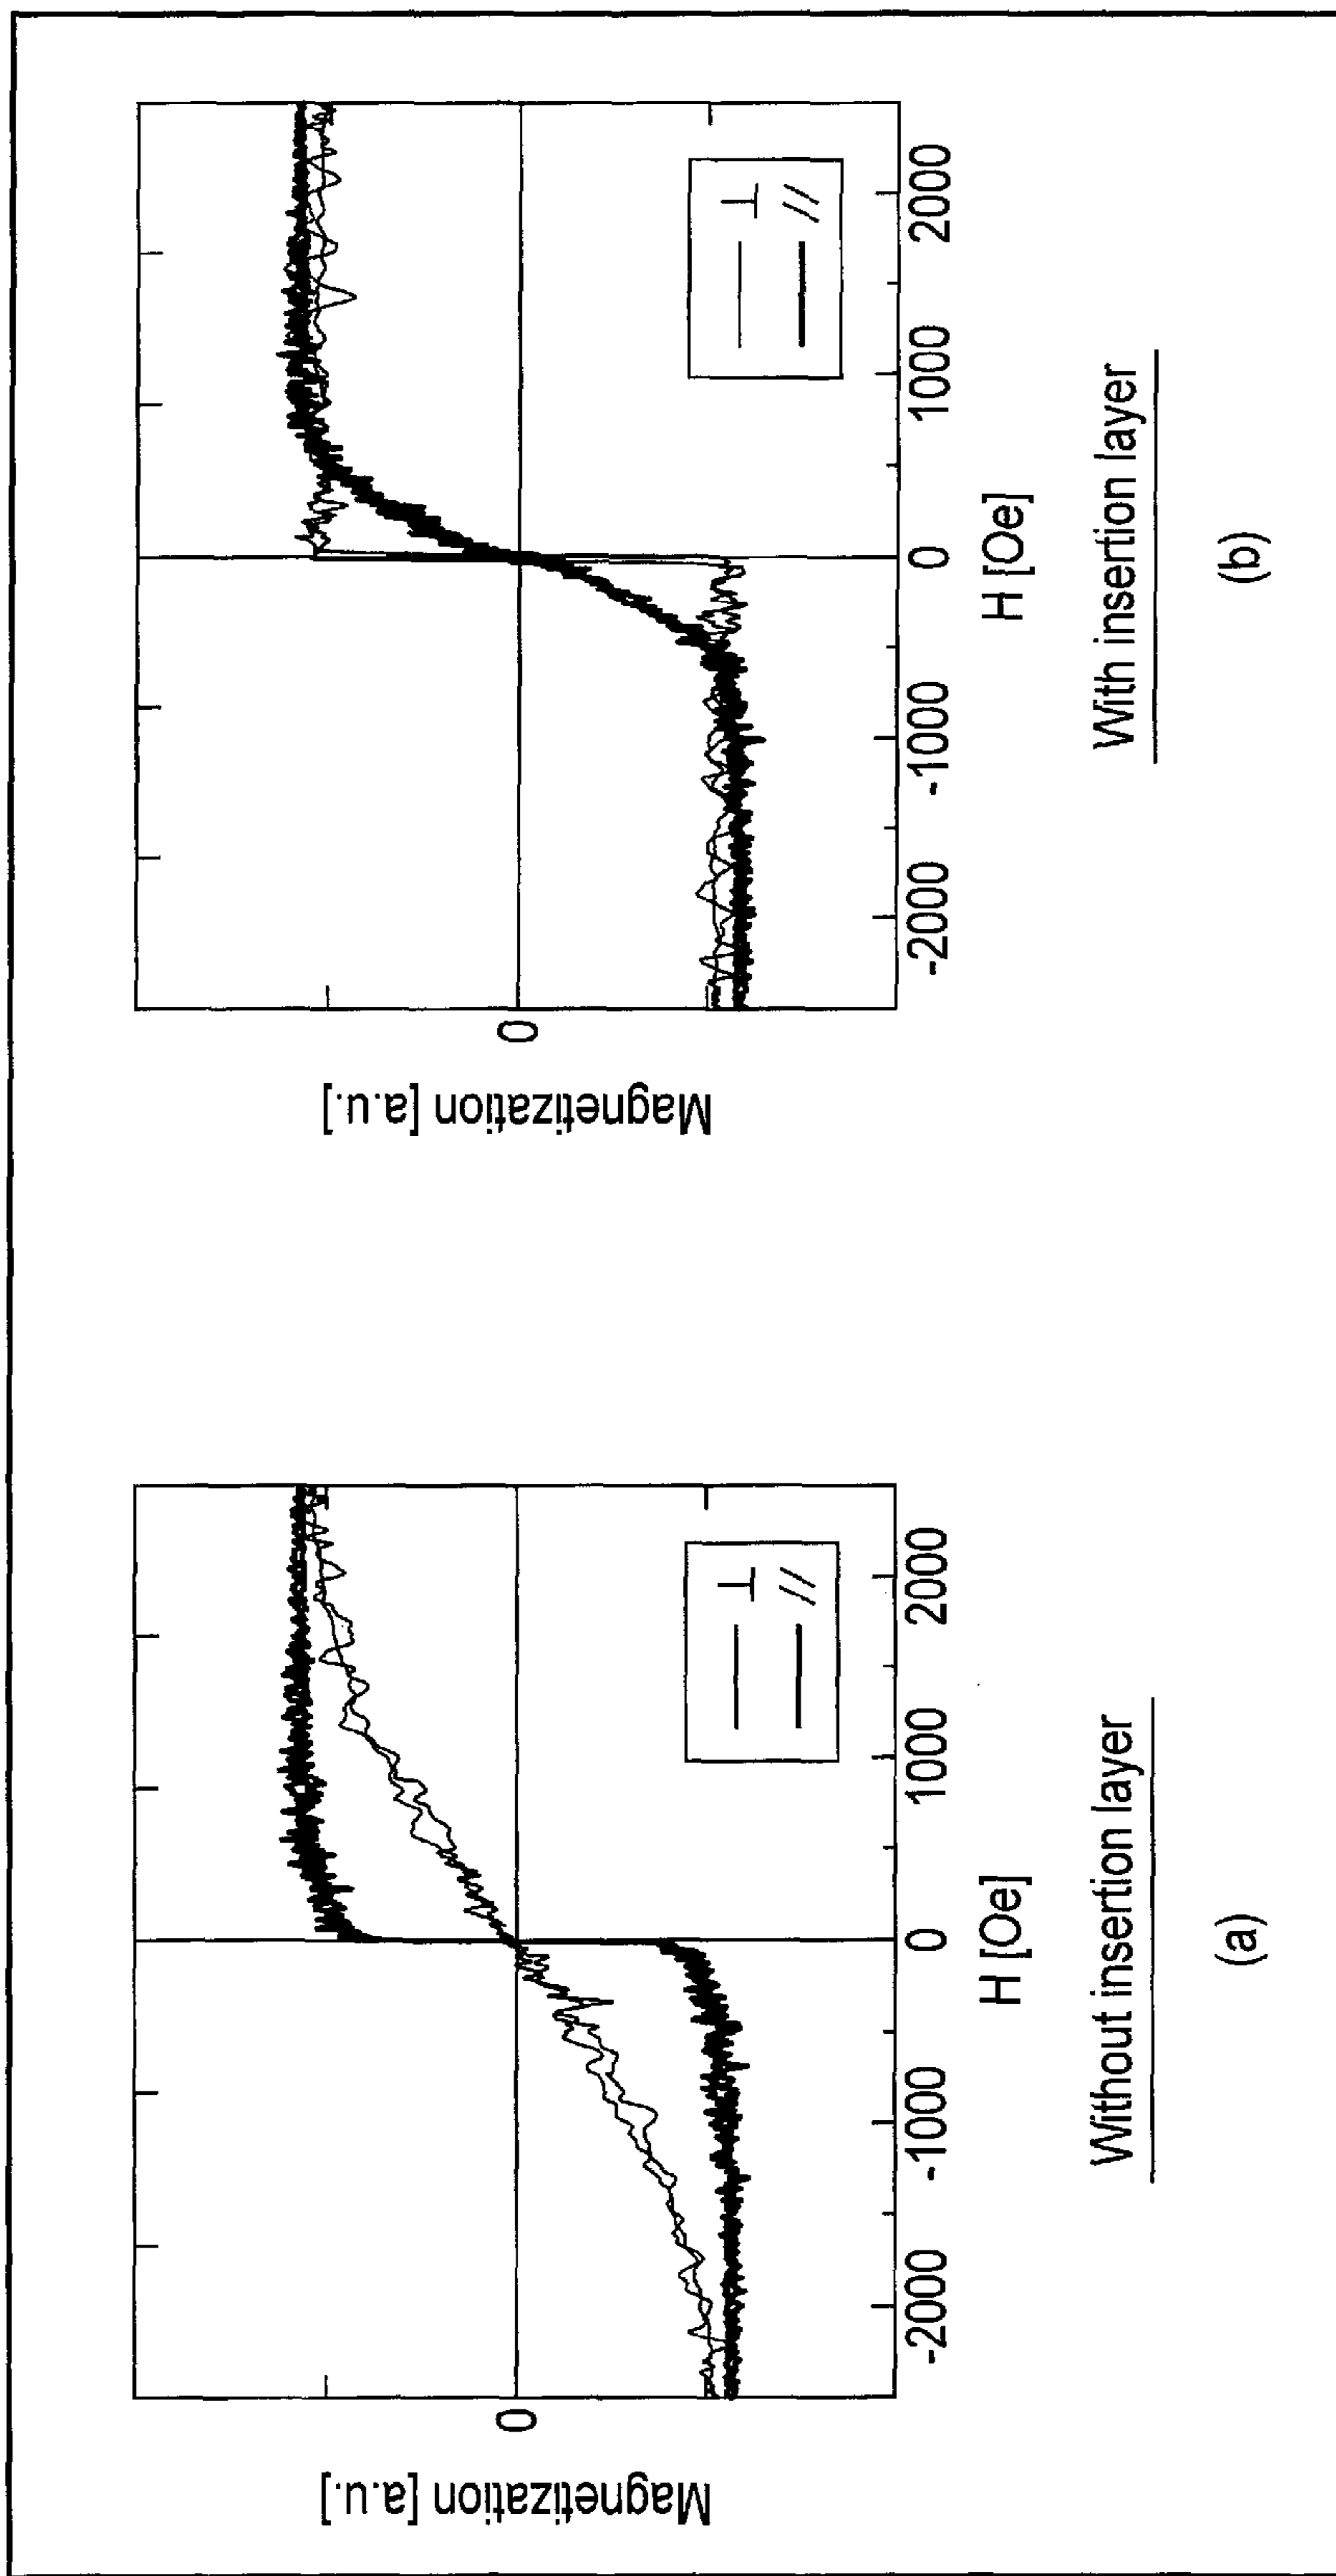 Magnetization [a.u.]
0
⊥
//
-2000
-1000
0
1000
2000
H [Oe]
Without insertion layer
(a)
Magnetization [a.u.]
0
⊥
//
-2000
-1000
0
1000
2000
H [Oe]
With insertion layer
(b)